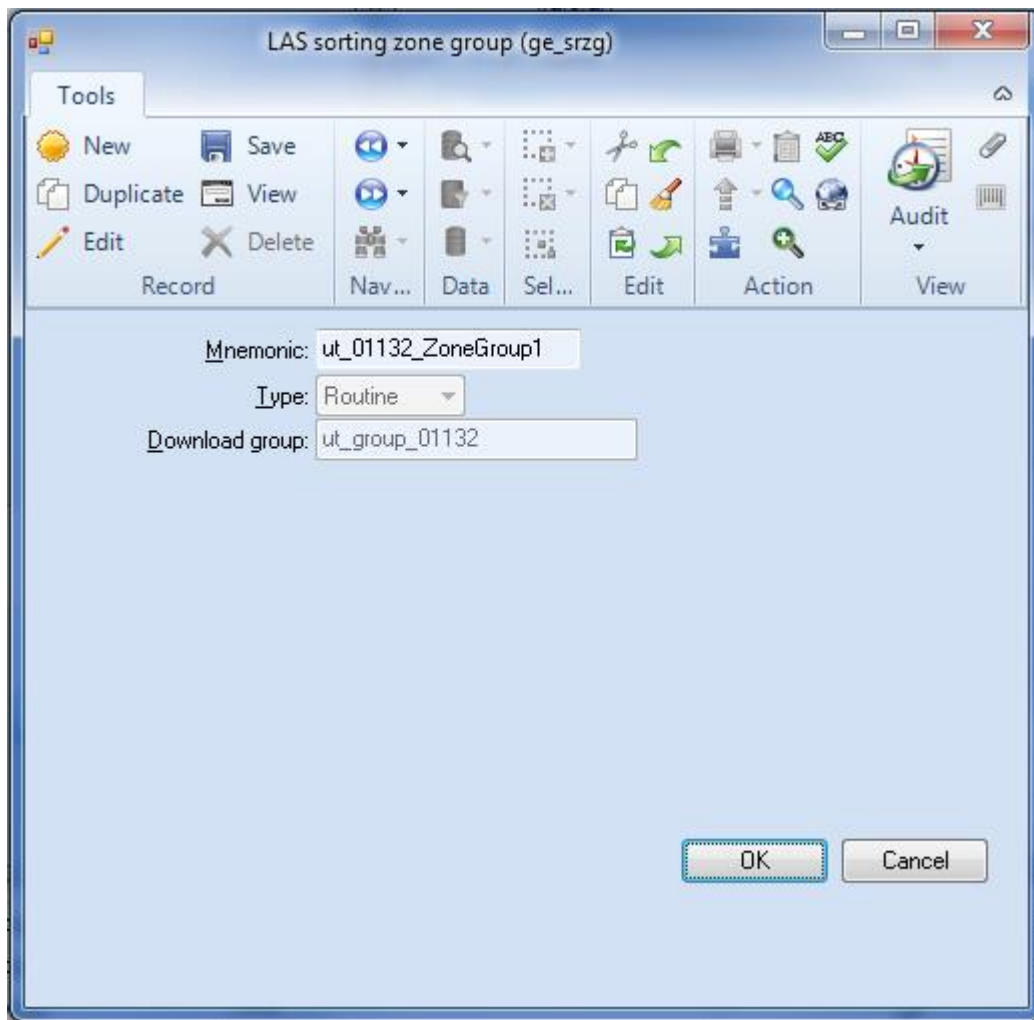 LAS sorting zone group (ge_srzg)
Tools
New Save
Duplicate View
Edit Delete
ABC
Audit
Record Nav... Data Sel... Edit Action View
Mnemonic: ut_01132_ZoneGroup1
Type: Routine
Download group: ut_group_01132
OK Cancel